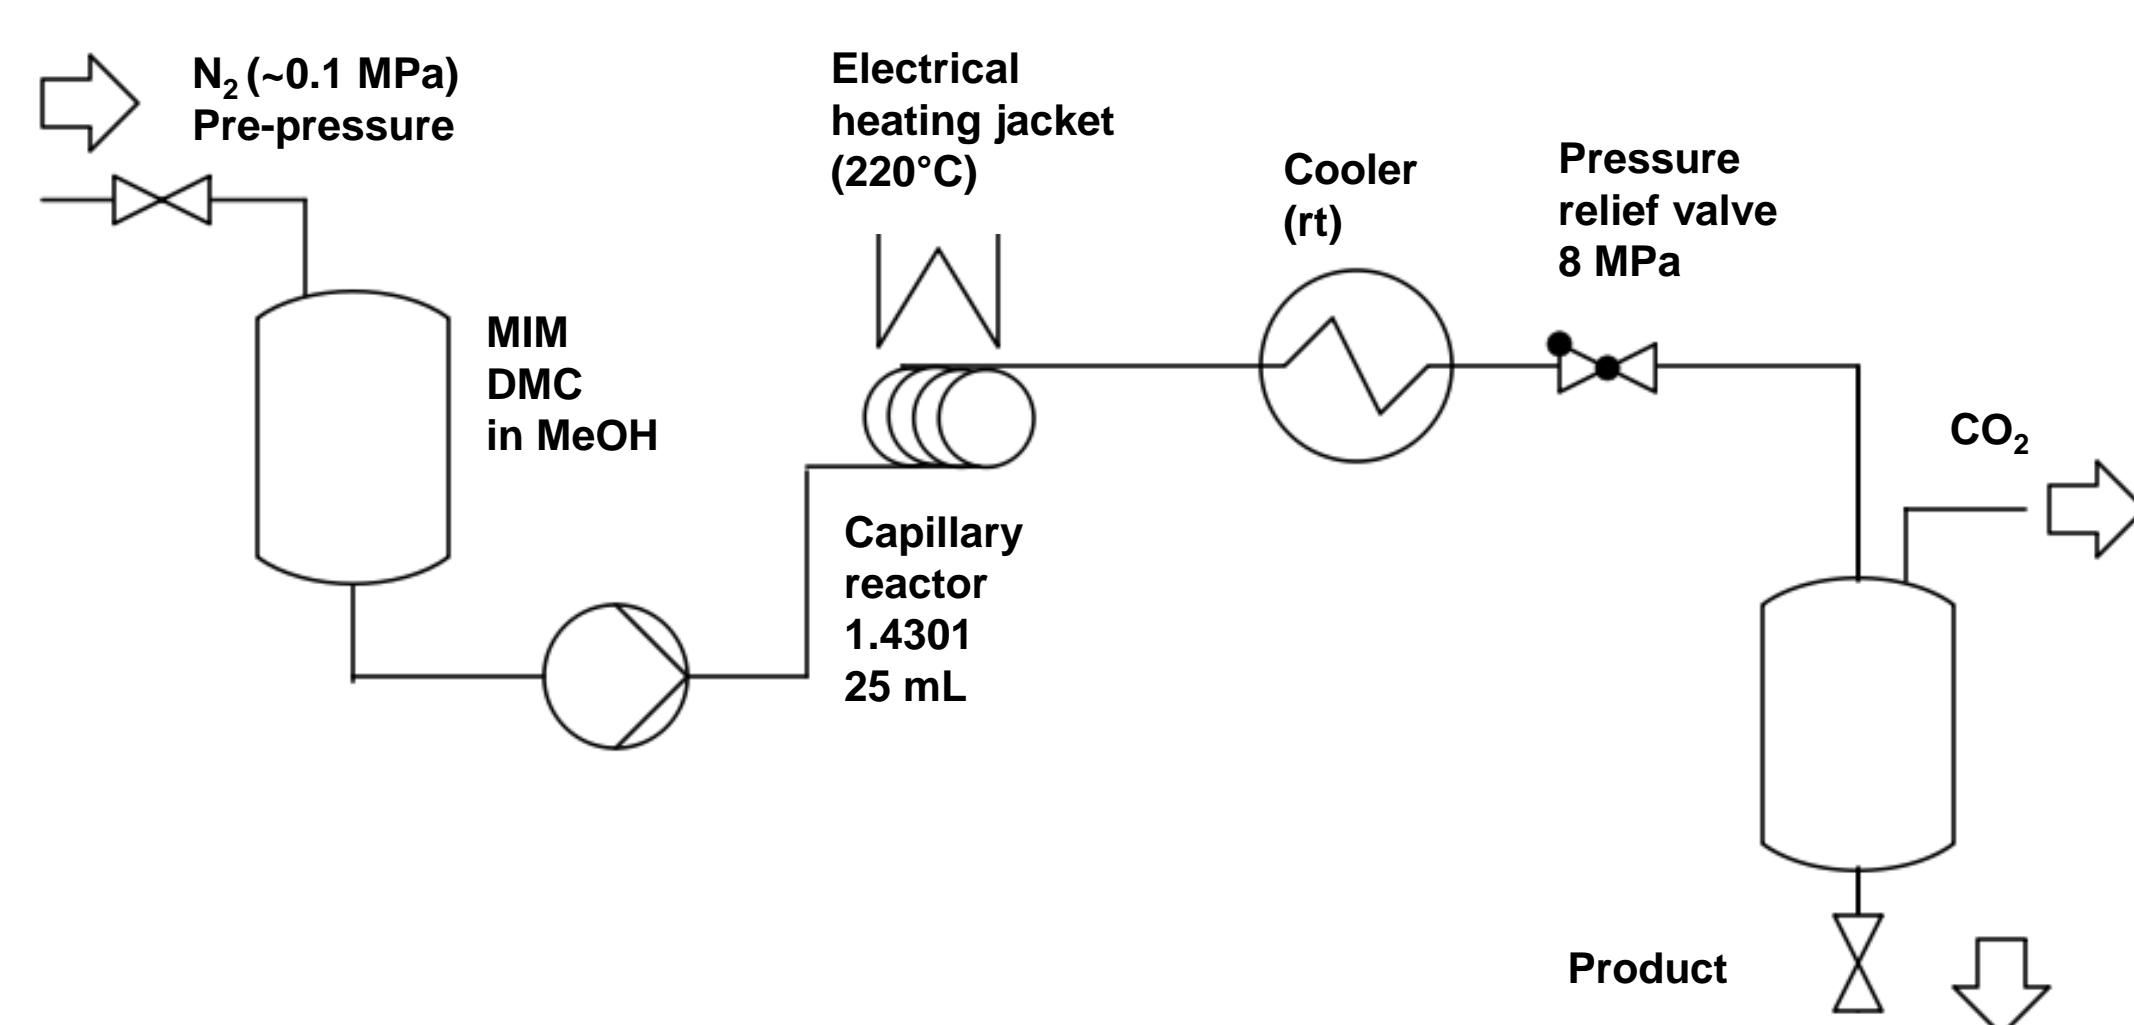 N₂ (~0.1 MPa)
Pre-pressure
Electrical
heating jacket
(220°C)
Cooler
(rt)
Pressure
relief valve
8 MPa
MIM
DMC
in MeOH
CO₂
Capillary
reactor
1.4301
25 mL
Product